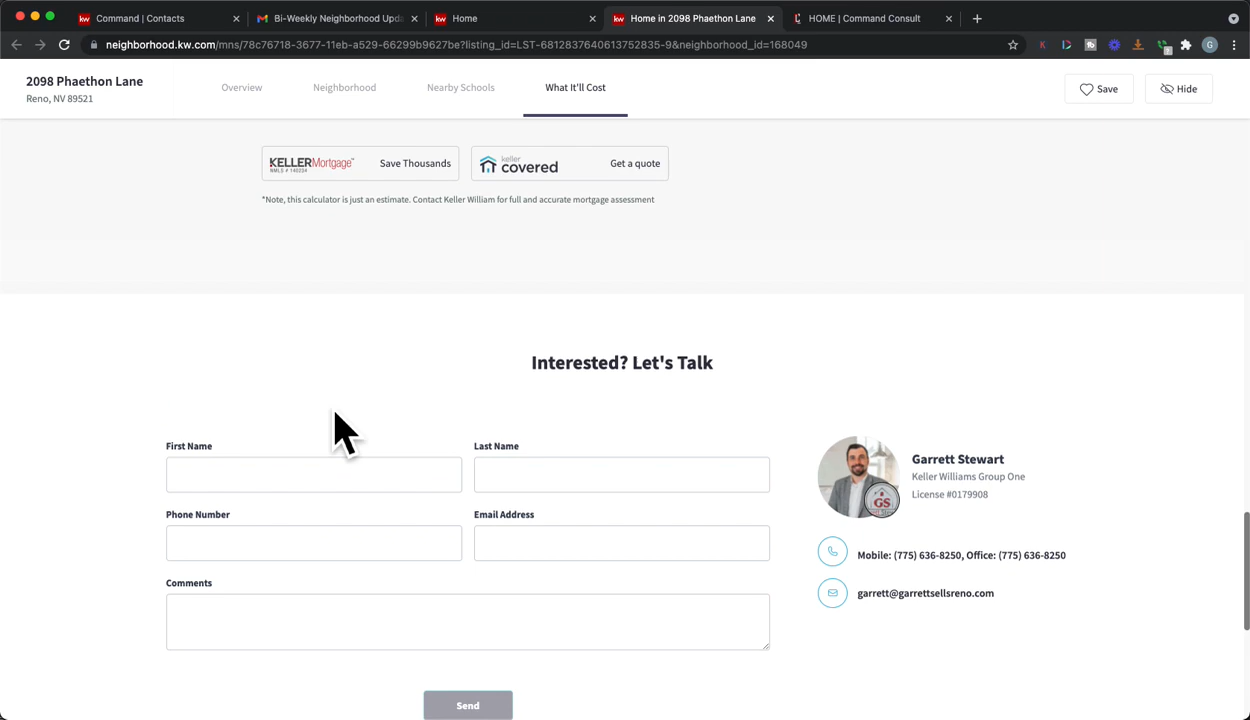 Command | Contacts
Bi-Weekly Neighborhood Upda
Home
Home in 2098 Phaethon Lane
HOME | Command Consult
neighborhood.kw.com/mns/78c76718-3677-11eb-a529-66299b9627be?listing_id=LST-6812837640613752835-9&neighborhood_id=168049
2098 Phaethon Lane
Reno, NV 89521
Overview
Neighborhood
Nearby Schools
What It'll Cost
Save
Hide
KELLERMortgage
NMLS # 140234
Save Thousands
keller
covered
Get a quote
*Note, this calculator is just an estimate. Contact Keller William for full and accurate mortgage assessment
Interested? Let's Talk
First Name
Last Name
Phone Number
Email Address
Comments
Send
Garrett Stewart
Keller Williams Group One
License #0179908
GS
Mobile: (775) 636-8250, Office: (775) 636-8250
garrett@garrettsellsreno.com